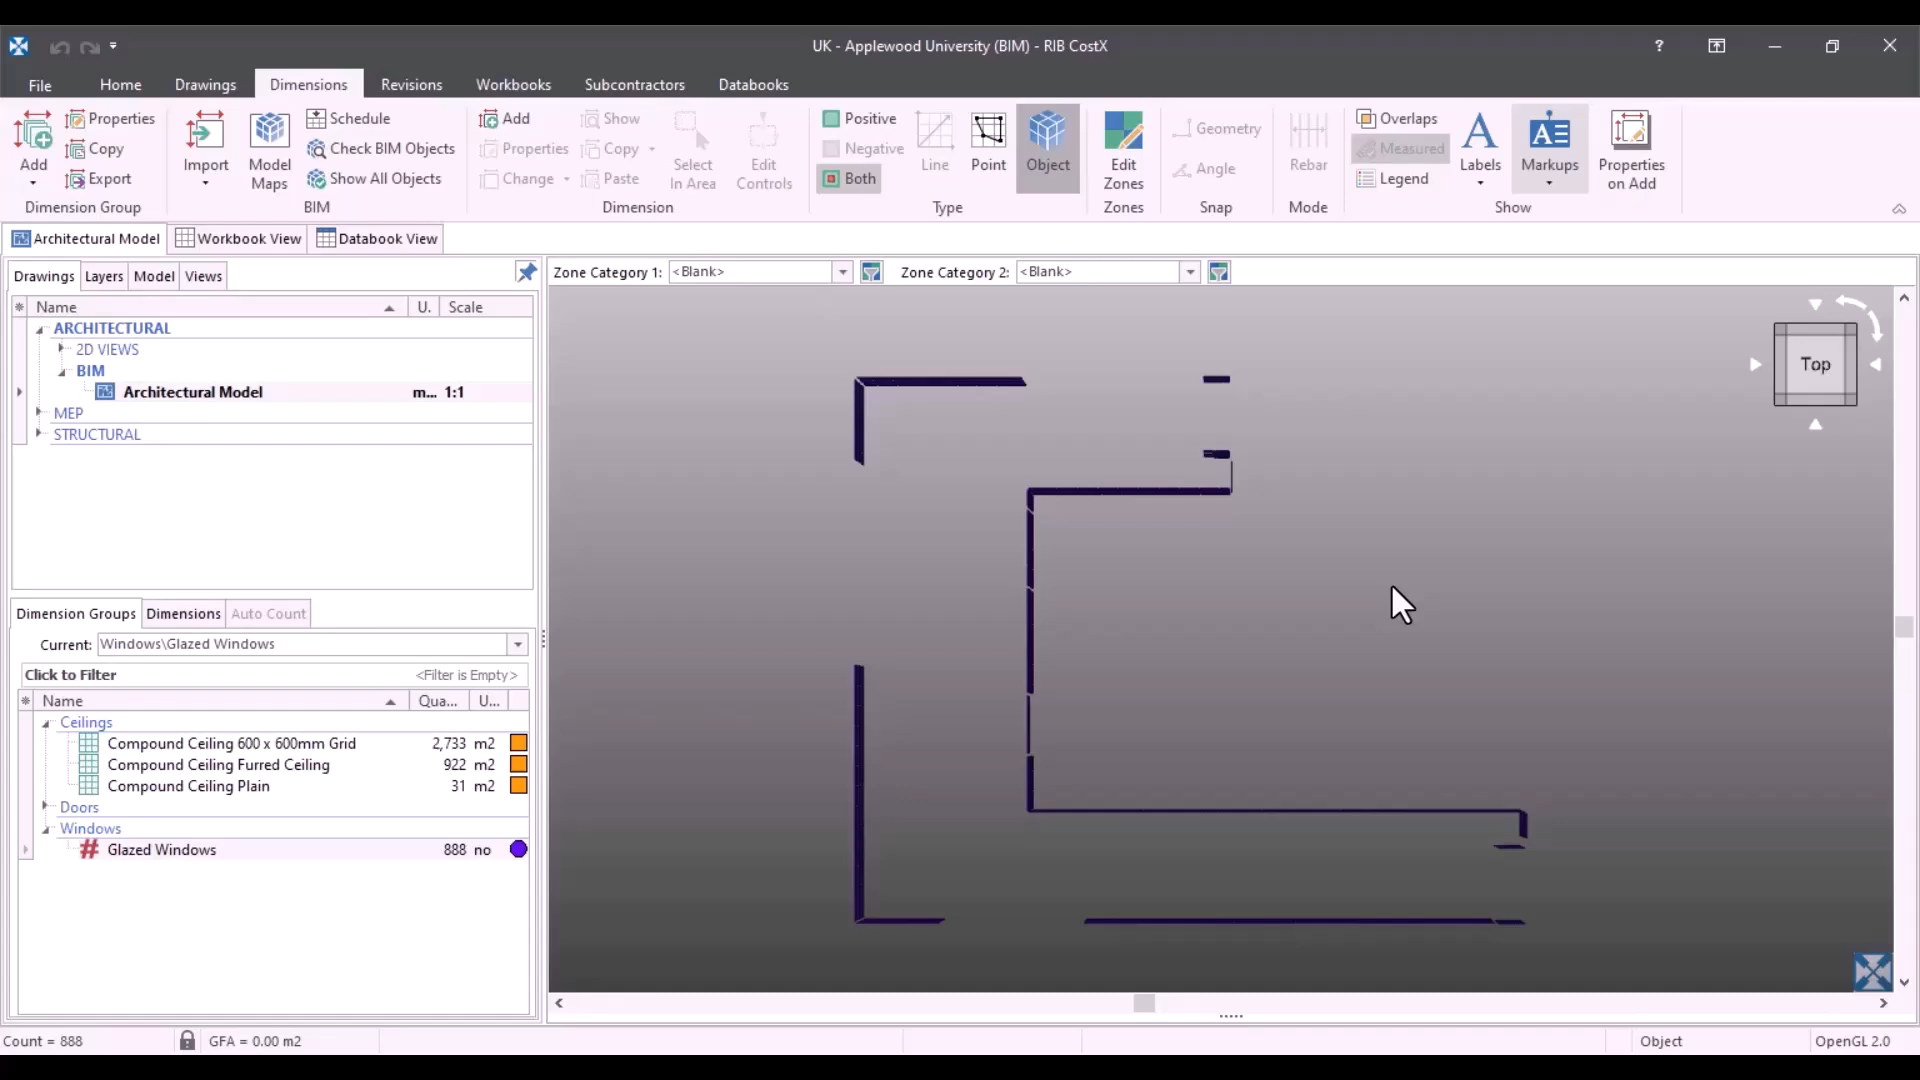 UK - Applewood University (BIM) - RIB CostX
?
File Home Drawings Dimensions Revisions Workbooks Subcontractors Databooks
Add
Properties
Copy
Export
Dimension Group
Import
Model
Maps
Schedule
Check BIM Objects
Show All Objects
BIM
Add
Properties
Change
Show
Copy
Paste
Select
In Area
Edit
Controls
Dimension
Positive
Negative
Both
Line
Point
Object
Type
Edit
Zones
Zones
Geometry
Angle
Snap
Rebar
Mode
Overlaps
Measured
Legend
Labels
Markups
Properties
on Add
Show
Architectural Model Workbook View Databook View
Drawings Layers Model Views
Zone Category 1: <Blank> Zone Category 2: <Blank>
Name U. Scale
ARCHITECTURAL
2D VIEWS
BIM
Architectural Model m... 1:1
MEP
STRUCTURAL
Top
Dimension Groups Dimensions Auto Count
Current: Windows\Glazed Windows
Click to Filter <Filter is Empty>
Name Qua... U...
Ceilings
Compound Ceiling 600 x 600mm Grid 2,733 m2
Compound Ceiling Furred Ceiling 922 m2
Compound Ceiling Plain 31 m2
Doors
Windows
Glazed Windows 888 no
Count = 888 GFA = 0.00 m2 Object OpenGL 2.0